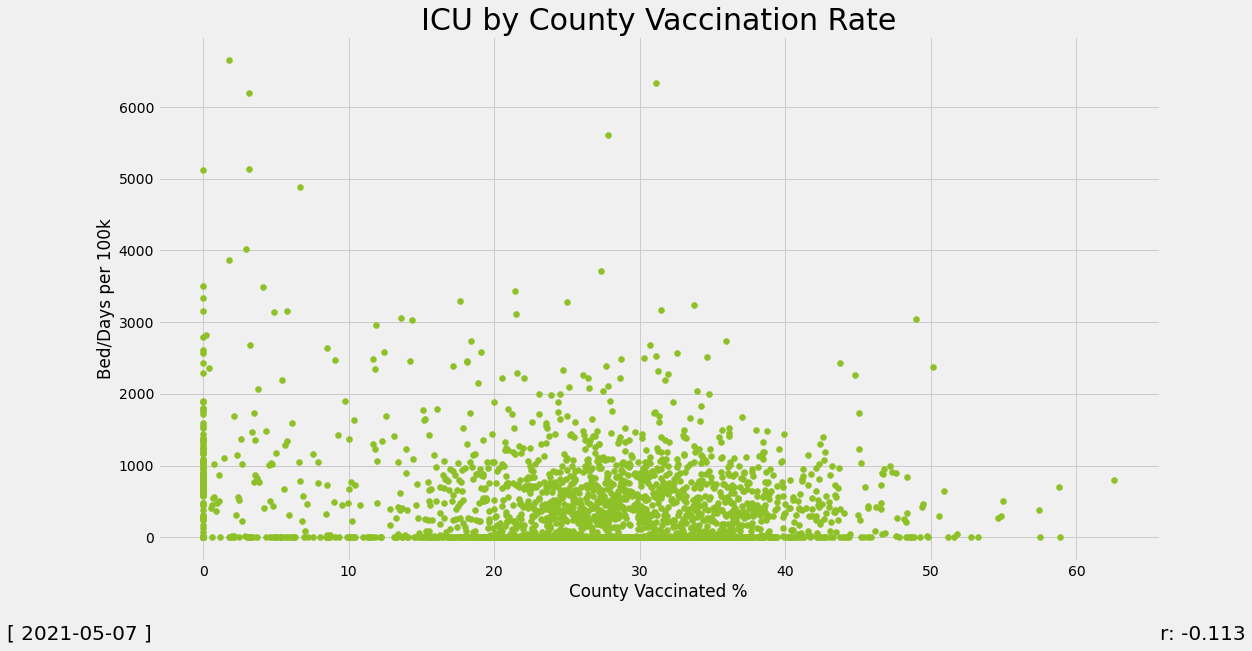 ICU by County Vaccination Rate
6000
5000
4000
3000
2000
1000
0
Bed/Days per 100k
0 10 20 30 40 50 60
County Vaccinated %
[ 2021-05-07 ]
r: -0.113